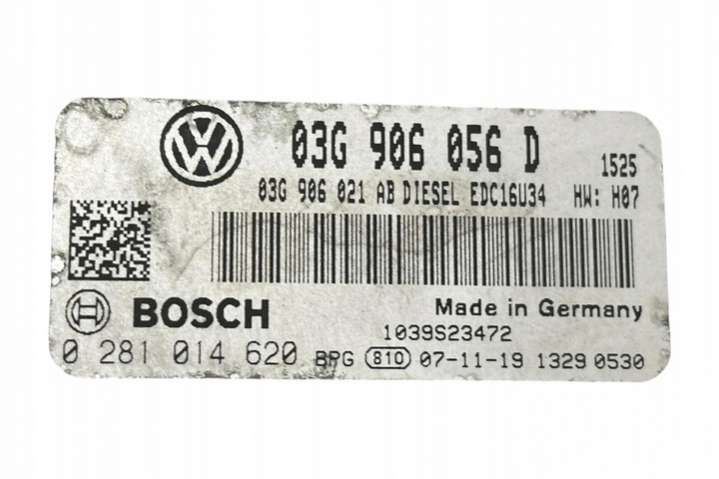 03G 906 056 D 1525
03G 906 021 AB DIESEL EDC16U34 HW: H07
BOSCH Made in Germany
1039S23472
0 281 014 620 BPG 810 07-11-19 1329 0530